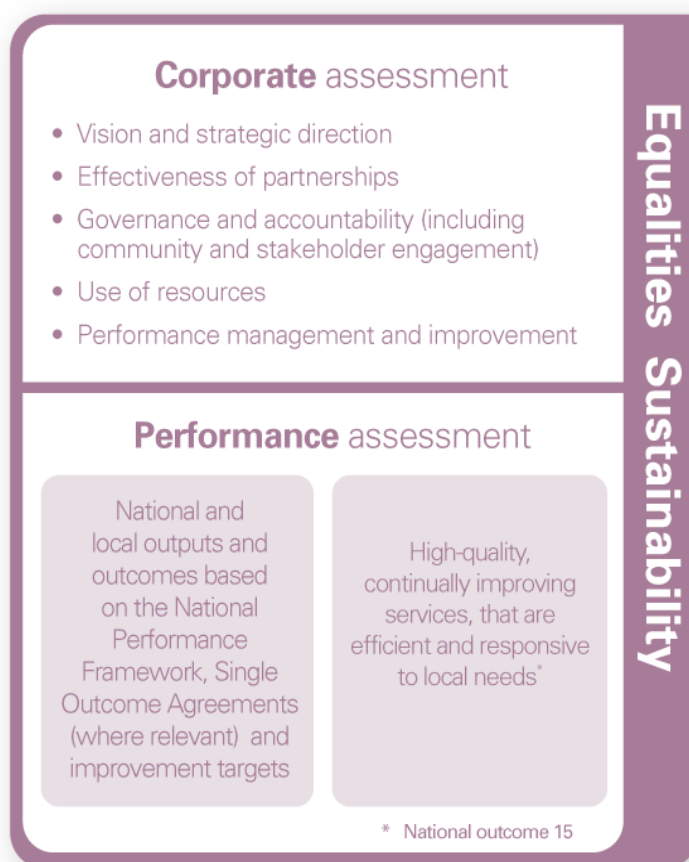 Corporate assessment
• Vision and strategic direction
• Effectiveness of partnerships
• Governance and accountability (including
community and stakeholder engagement)
• Use of resources
• Performance management and improvement
Performance assessment
National and
local outputs and
outcomes based
on the National
Performance
Framework, Single
Outcome Agreements
(where relevant) and
improvement targets
High-quality,
continually improving
services, that are
efficient and responsive
to local needs*
* National outcome 15
Equalities Sustainability